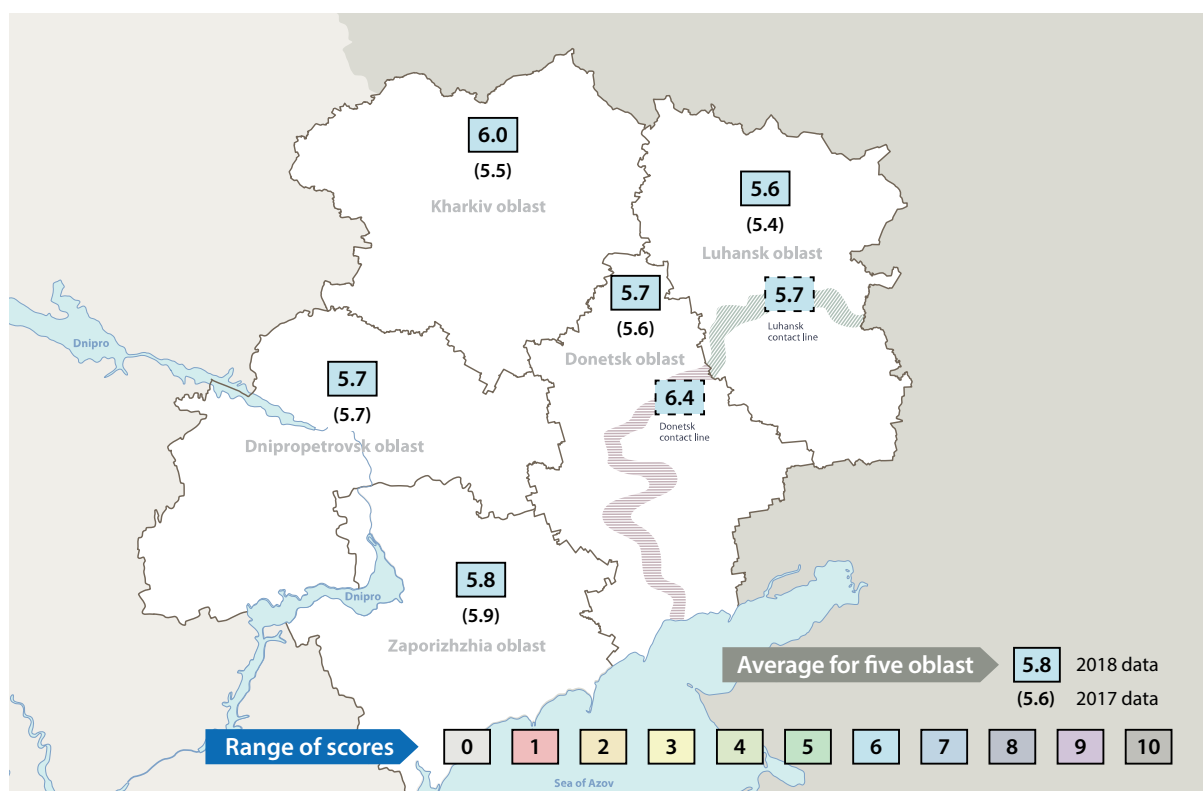 6.0
(5.5)
Kharkiv oblast
5.6
(5.4)
Luhansk oblast
5.7
Luhansk
contact line
5.7
(5.6)
Donetsk oblast
6.4
Donetsk
contact line
Dnipro
5.7
(5.7)
Dnipropetrovsk oblast
Dnipro
5.8
(5.9)
Zaporizhzhia oblast
Average for five oblast
5.8 2018 data
(5.6) 2017 data
Range of scores
0 1 2 3 4 5 6 7 8 9 10
Sea of Azov